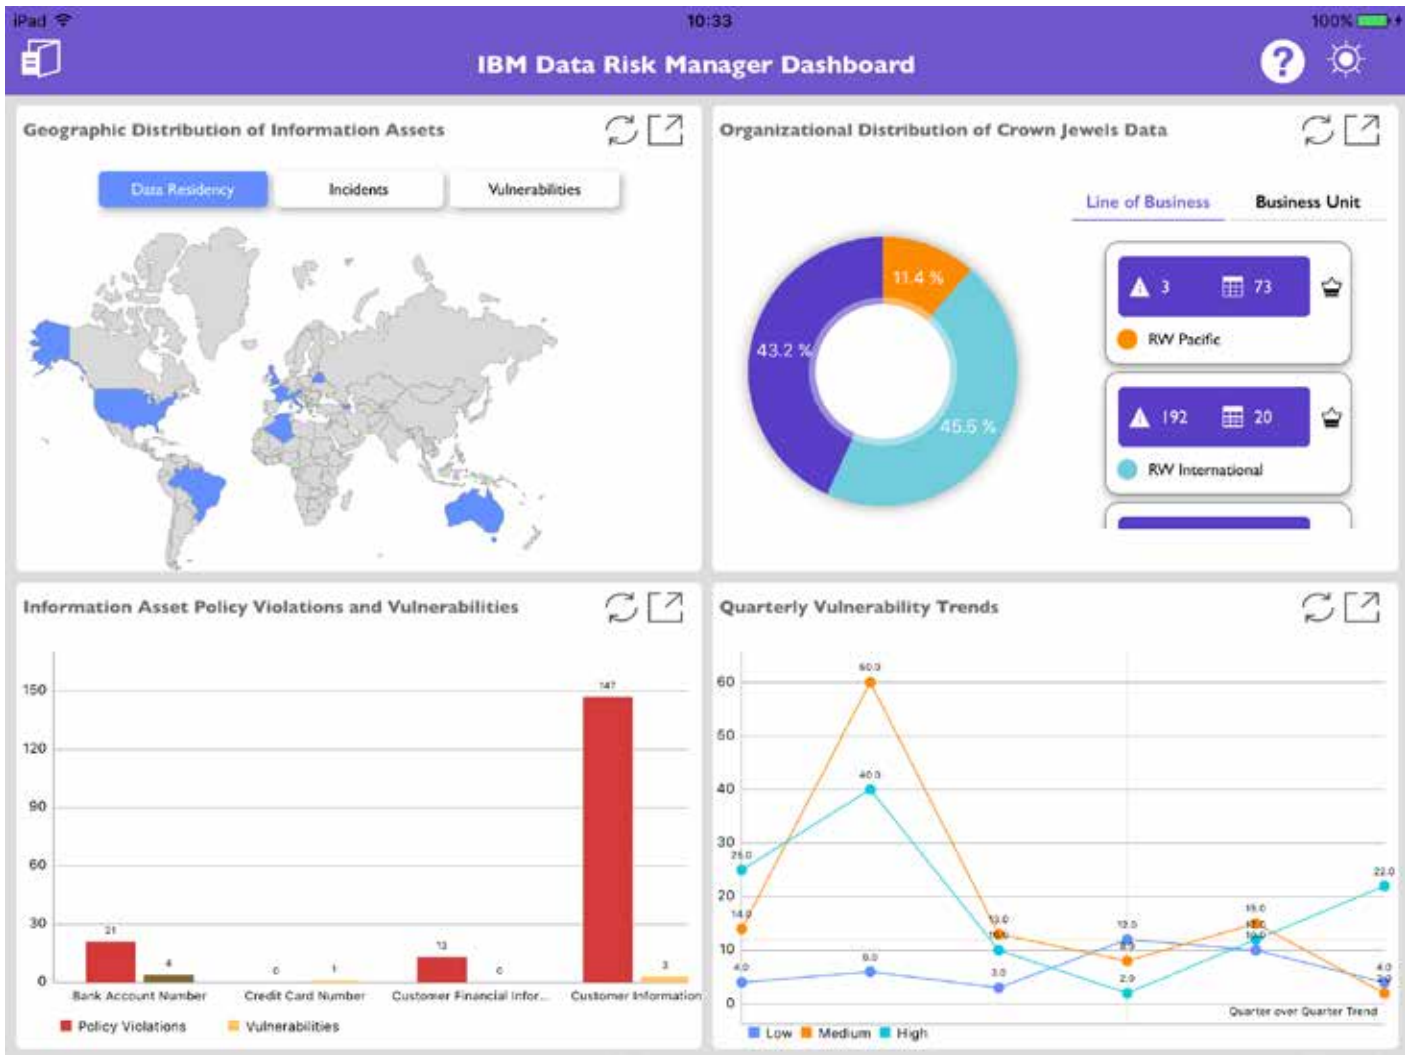 iPad 10:33 100%
IBM Data Risk Manager Dashboard
?
Geographic Distribution of Information Assets
Data Residency Incidents Vulnerabilities
Organizational Distribution of Crown Jewels Data
Line of Business Business Unit
11.4 %
43.2 %
45.5 %
3 73
RW Pacific
192 20
RW International
Information Asset Policy Violations and Vulnerabilities
150
120
90
60
30
0
21
4
0
1
13
0
147
3
Bank Account Number Credit Card Number Customer Financial Infor... Customer Information
Policy Violations Vulnerabilities
Quarterly Vulnerability Trends
60
50
40
30
20
10
0
60.0
40.0
14.0
4.0
3.0
12.0
2.0
15.0
22.0
4.0
Quarter over Quarter Trend
Low Medium High